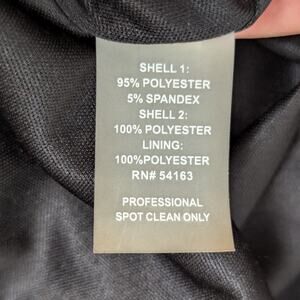 SHELL 1:
95% POLYESTER
5% SPANDEX
SHELL 2:
100% POLYESTER
LINING:
100%POLYESTER
RN# 54163
PROFESSIONAL
SPOT CLEAN ONLY